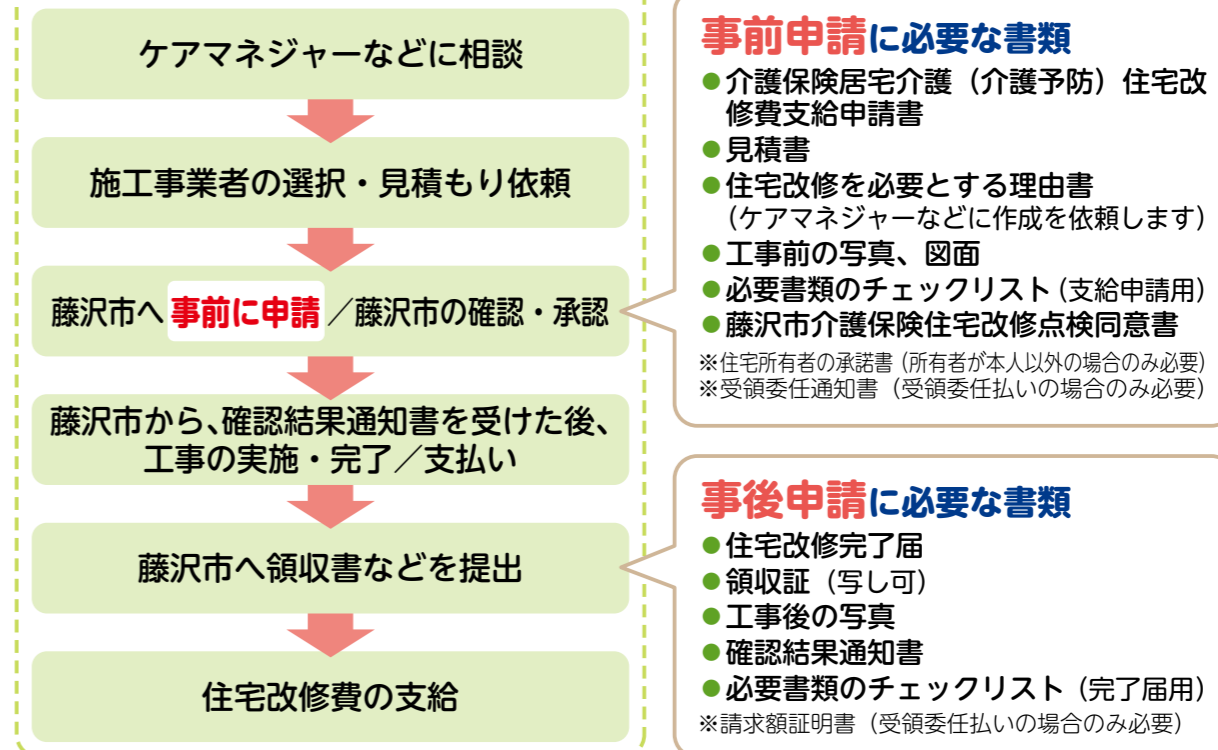 ケアマネジャーなどに相談
施工事業者の選択・見積もり依頼
藤沢市へ 事前に申請 ／藤沢市の確認・承認
藤沢市から、確認結果通知書を受けた後、
工事の実施・完了／支払い
藤沢市へ領収書などを提出
住宅改修費の支給
事前申請に必要な書類
●介護保険居宅介護（介護予防）住宅改
修費支給申請書
●見積書
●住宅改修を必要とする理由書
（ケアマネジャーなどに作成を依頼します）
●工事前の写真、図面
●必要書類のチェックリスト（支給申請用）
●藤沢市介護保険住宅改修点検同意書
※住宅所有者の承諾書（所有者が本人以外の場合のみ必要）
※受領委任通知書（受領委任払いの場合のみ必要）
事後申請に必要な書類
●住宅改修完了届
●領収証（写し可）
●工事後の写真
●確認結果通知書
●必要書類のチェックリスト（完了届用）
※請求額証明書（受領委任払いの場合のみ必要）